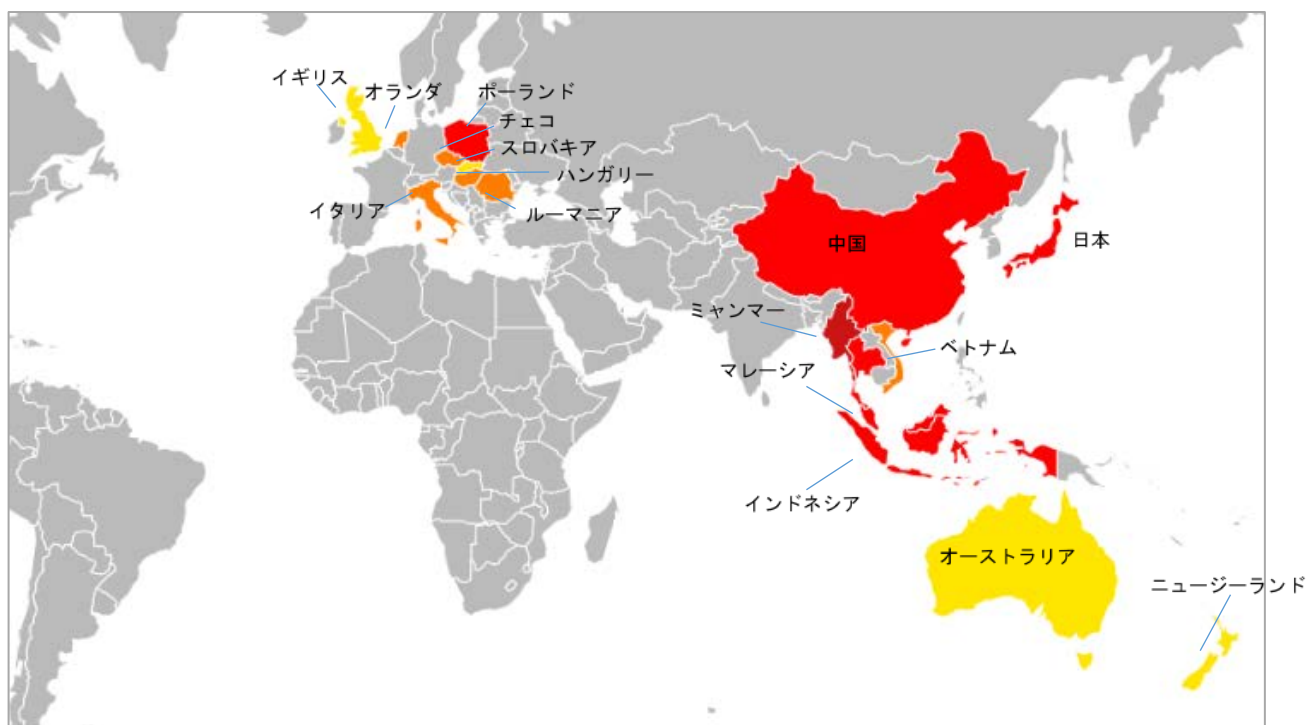 イギリス
オランダ
ポーランド
チェコ
スロバキア
ハンガリー
イタリア
ルーマニア
中国
日本
ミャンマー
ベトナム
マレーシア
インドネシア
オーストラリア
ニュージーランド